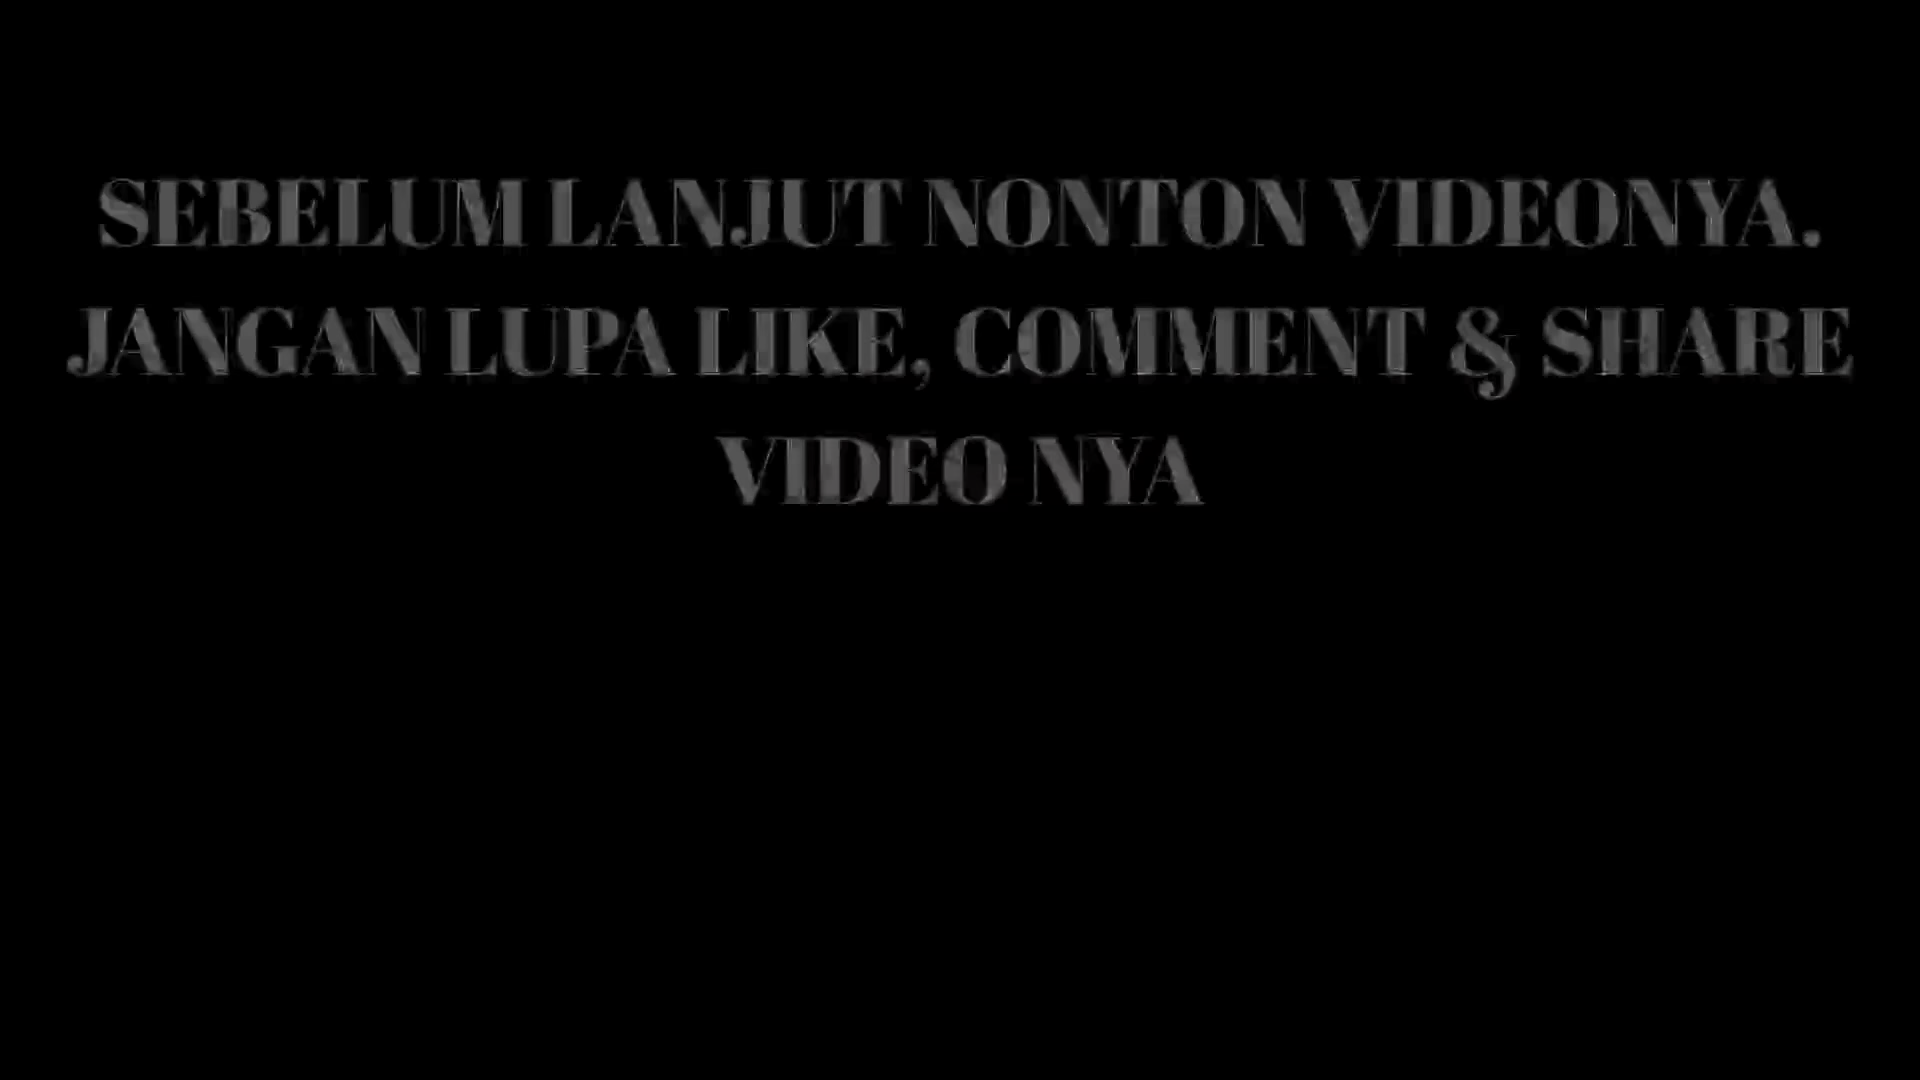 SEBELUM LANJUT NONTON VIDEONYA.
JANGAN LUPA LIKE, COMMENT & SHARE
VIDEO NYA